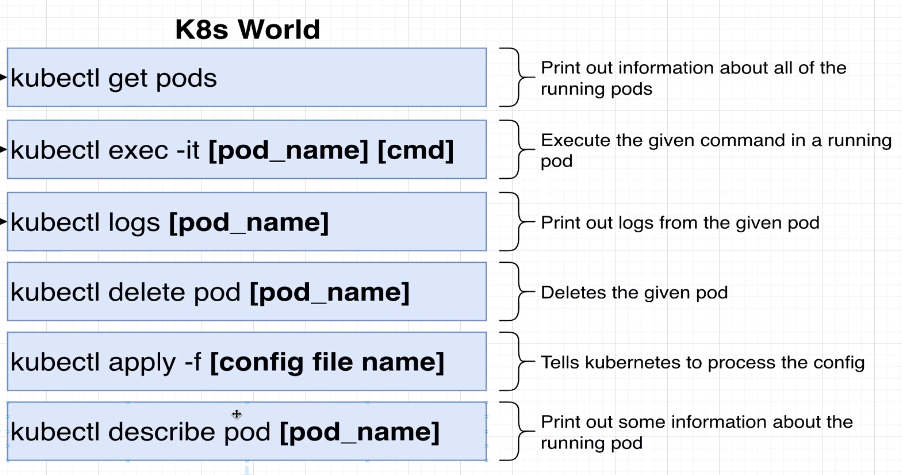 K8s World
kubectl get pods
Print out information about all of the
running pods
kubectl exec -it [pod_name] [cmd]
Execute the given command in a running
pod
kubectl logs [pod_name]
Print out logs from the given pod
kubectl delete pod [pod_name]
Deletes the given pod
kubectl apply -f [config file name]
Tells kubernetes to process the config
kubectl describe pod [pod_name]
Print out some information about the
running pod